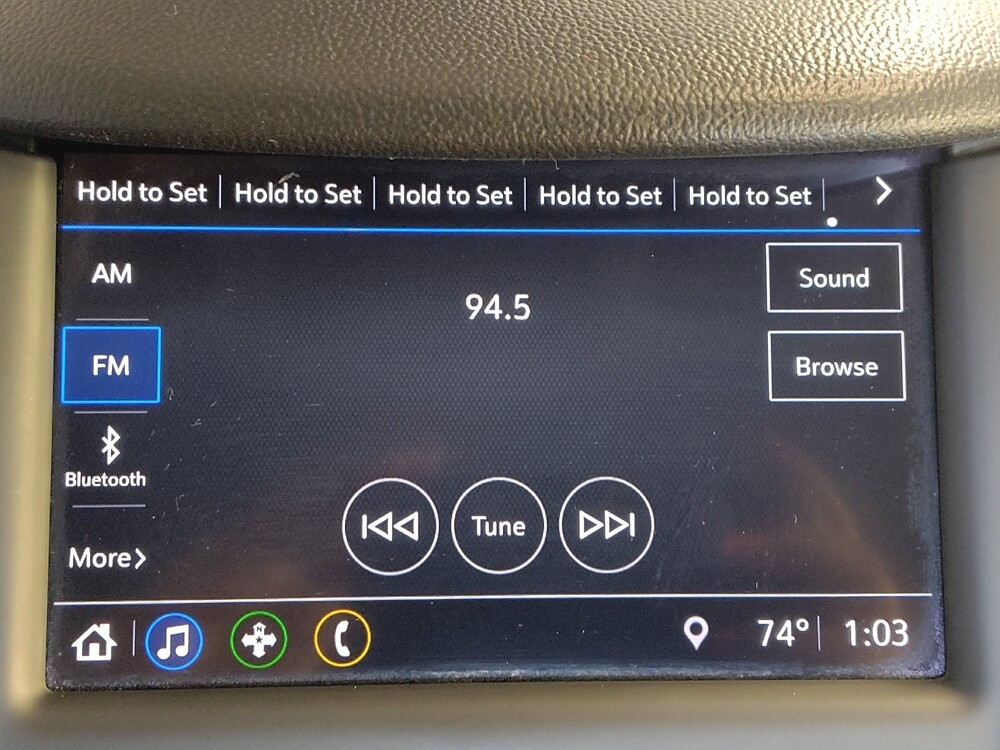 Hold to Set Hold to Set Hold to Set Hold to Set Hold to Set
AM
Sound
94.5
FM
Browse
Bluetooth
Tune
More
N
74° 1:03